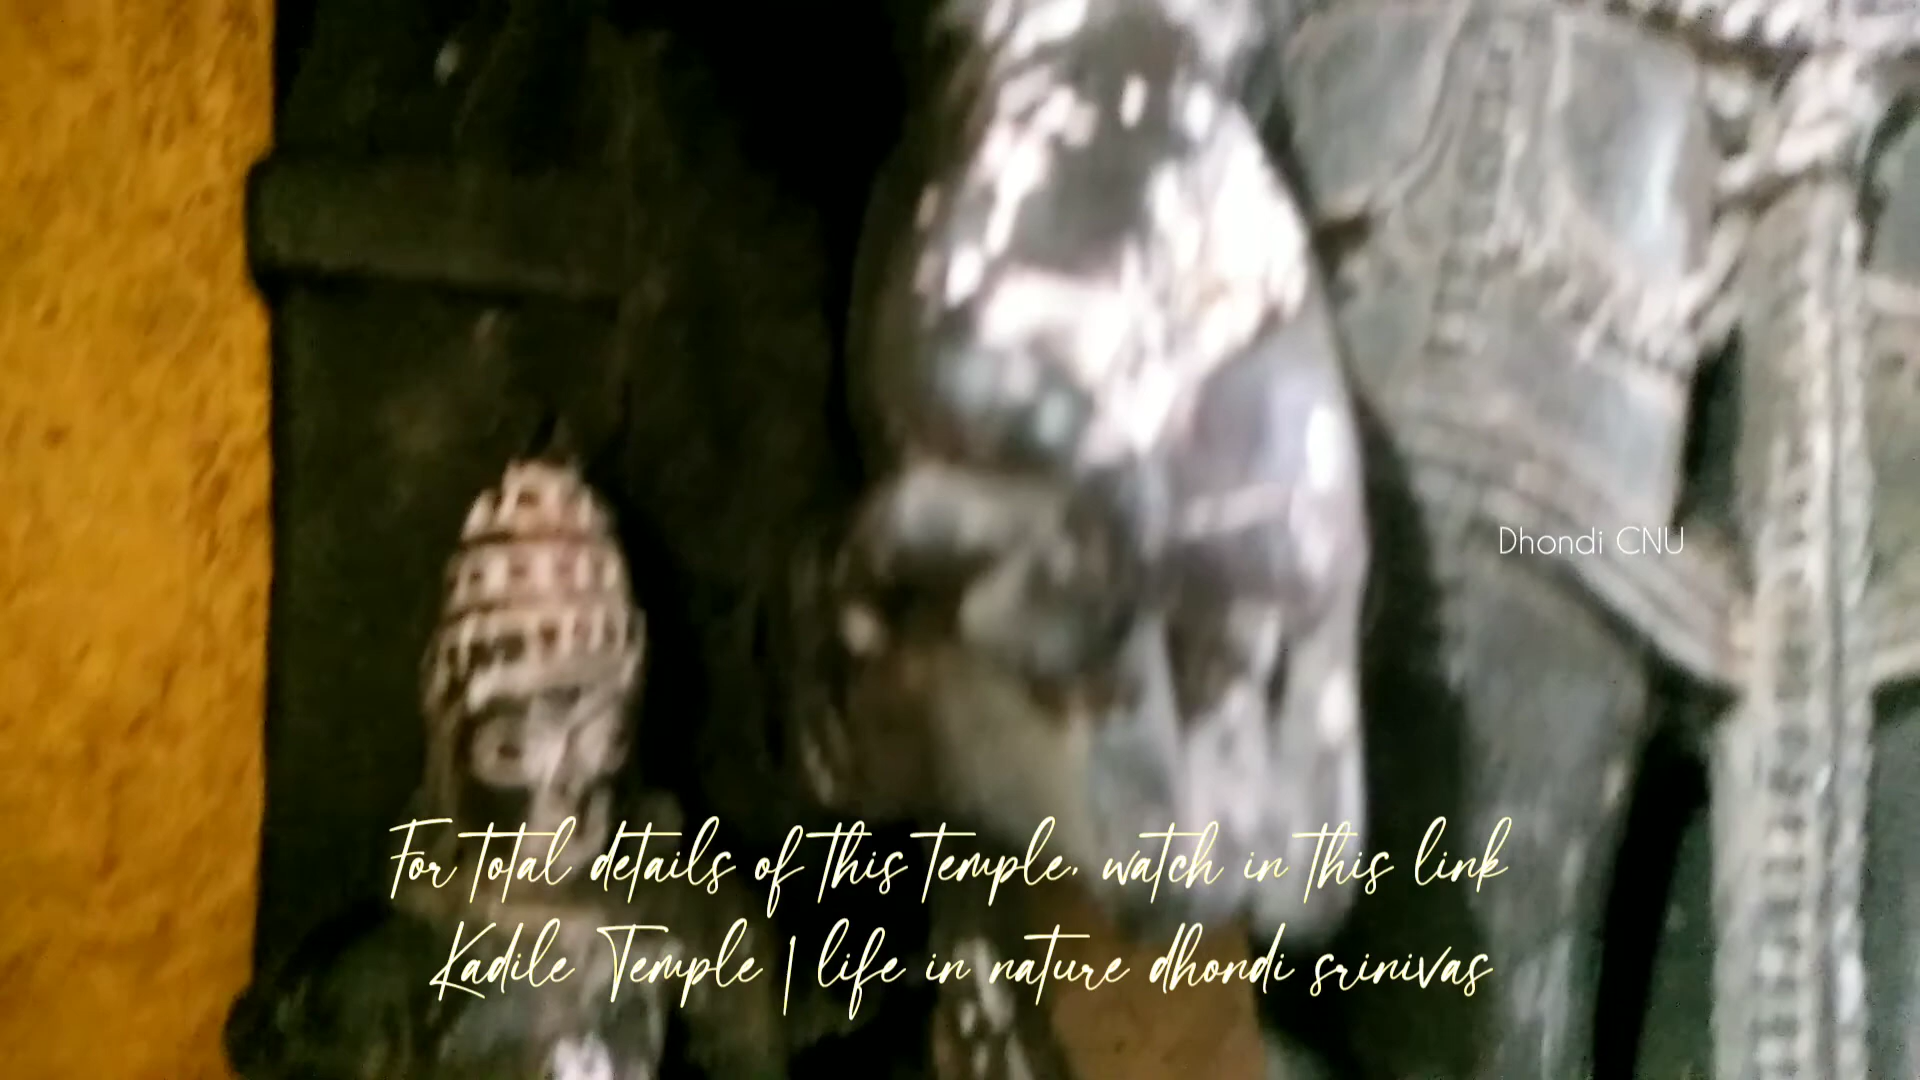 Dhondi CNU
For total details of this temple, watch in this link
Kadile Temple | life in nature dhondi srinivas